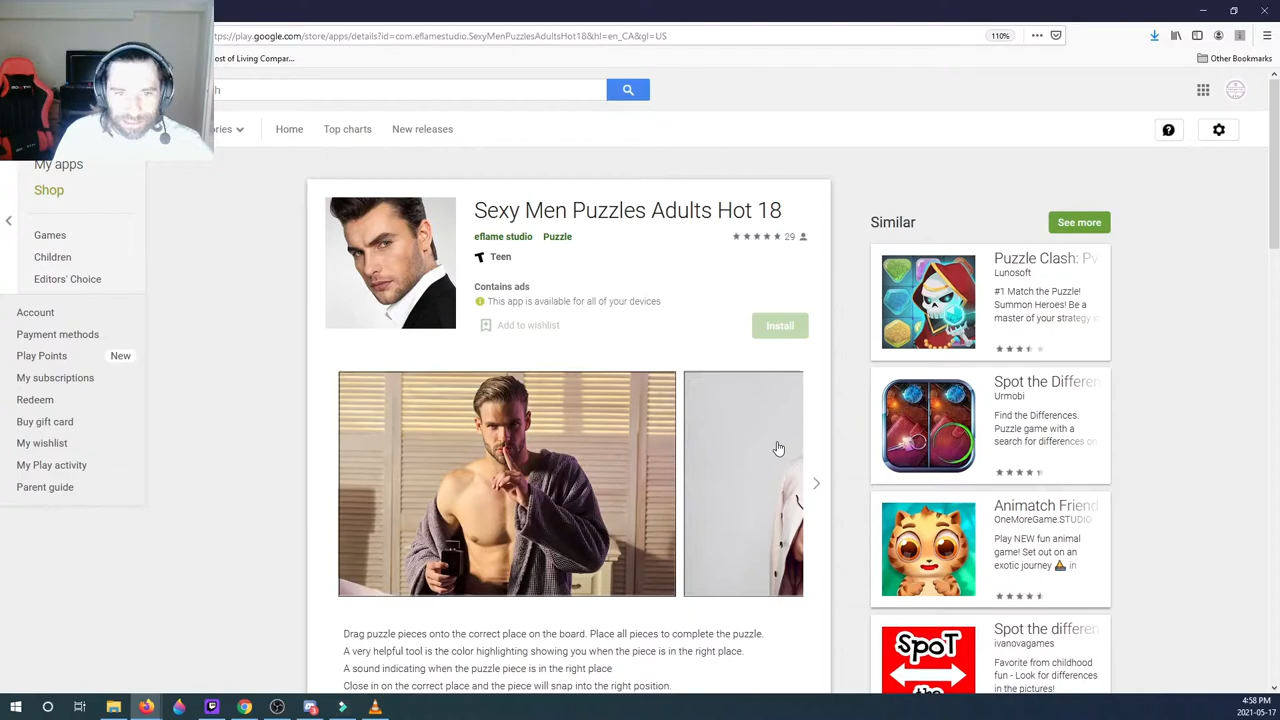 ttps://play.google.com/store/apps/details?id=com.eflamestudio.SexyMenPuzzlesAdultsHot18&hl=en_CA&gl=US
110%
ost of Living Compar...
Other Bookmarks
h
ories
Home
Top charts
New releases
My apps
Shop
Games
Children
Editors' Choice
Account
Payment methods
Play Points
New
My subscriptions
Redeem
Buy gift card
My wishlist
My Play activity
Parent guide
Sexy Men Puzzles Adults Hot 18
eflame studio
Puzzle
29
Teen
Contains ads
This app is available for all of your devices
Add to wishlist
Install
Drag puzzle pieces onto the correct place on the board. Place all pieces to complete the puzzle.
A very helpful tool is the color highlighting showing you when the piece is in the right place.
A sound indicating when the puzzle piece is in the right place
Close in on the correct place and the piece will snap into the right position.
Similar
See more
Puzzle Clash: Pv
Lunosoft
#1 Match the Puzzle!
Summon Heroes! Be a
master of your strategy i
Spot the Differen
Urmobi
Find the Differences.
Puzzle game with a
search for differences on
Animatch Friend
OneMoreGame.STUDIO
Play NEW fun animal
game! Set out on an
exotic journey in
Spot the differen
ivanovagames
Favorite from childhood
fun - Look for differences
in the pictures!
SPOT
the
4:58 PM
2021-05-17